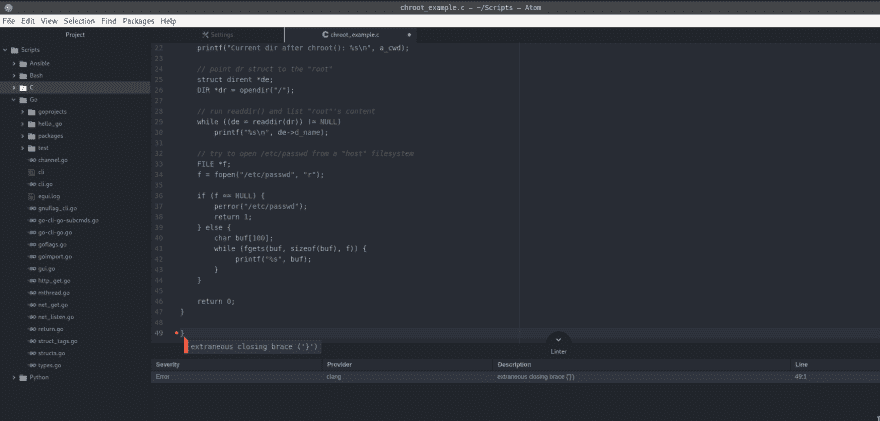 chroot_example.c — ~/Scripts — Atom
File Edit View Selection Find Packages Help
Project
Settings
chroot_example.c
Scripts
Ansible
Bash
C
Go
goprojects
hello_go
packages
test
channel.go
cli
cli.go
egui.log
gnuflag_cli.go
go-cli-go-subcmds.go
go-cli-go.go
goflags.go
goimport.go
gui.go
http_get.go
mthread.go
net_get.go
net_listen.go
return.go
struct_tags.go
structs.go
types.go
Python
22 printf("Current dir after chroot(): %s\n", a_cwd);
23
24 // point dr struct to the "root"
25 struct dirent *de;
26 DIR *dr = opendir("/");
27
28 // run readdir() and list "root"'s content
29 while ((de = readdir(dr)) != NULL)
30 printf("%s\n", de->d_name);
31
32 // try to open /etc/passwd from a "host" filesystem
33 FILE *f;
34 f = fopen("/etc/passwd", "r");
35
36 if (f == NULL) {
37 perror("/etc/passwd");
38 return 1;
39 } else {
40 char buf[100];
41 while (fgets(buf, sizeof(buf), f)) {
42 printf("%s", buf);
43 }
44 }
45
46 return 0;
47 }
48
49 }
extraneous closing brace ('}')
Linter
Severity Provider Description Line
Error clang extraneous closing brace ('}') 49:1